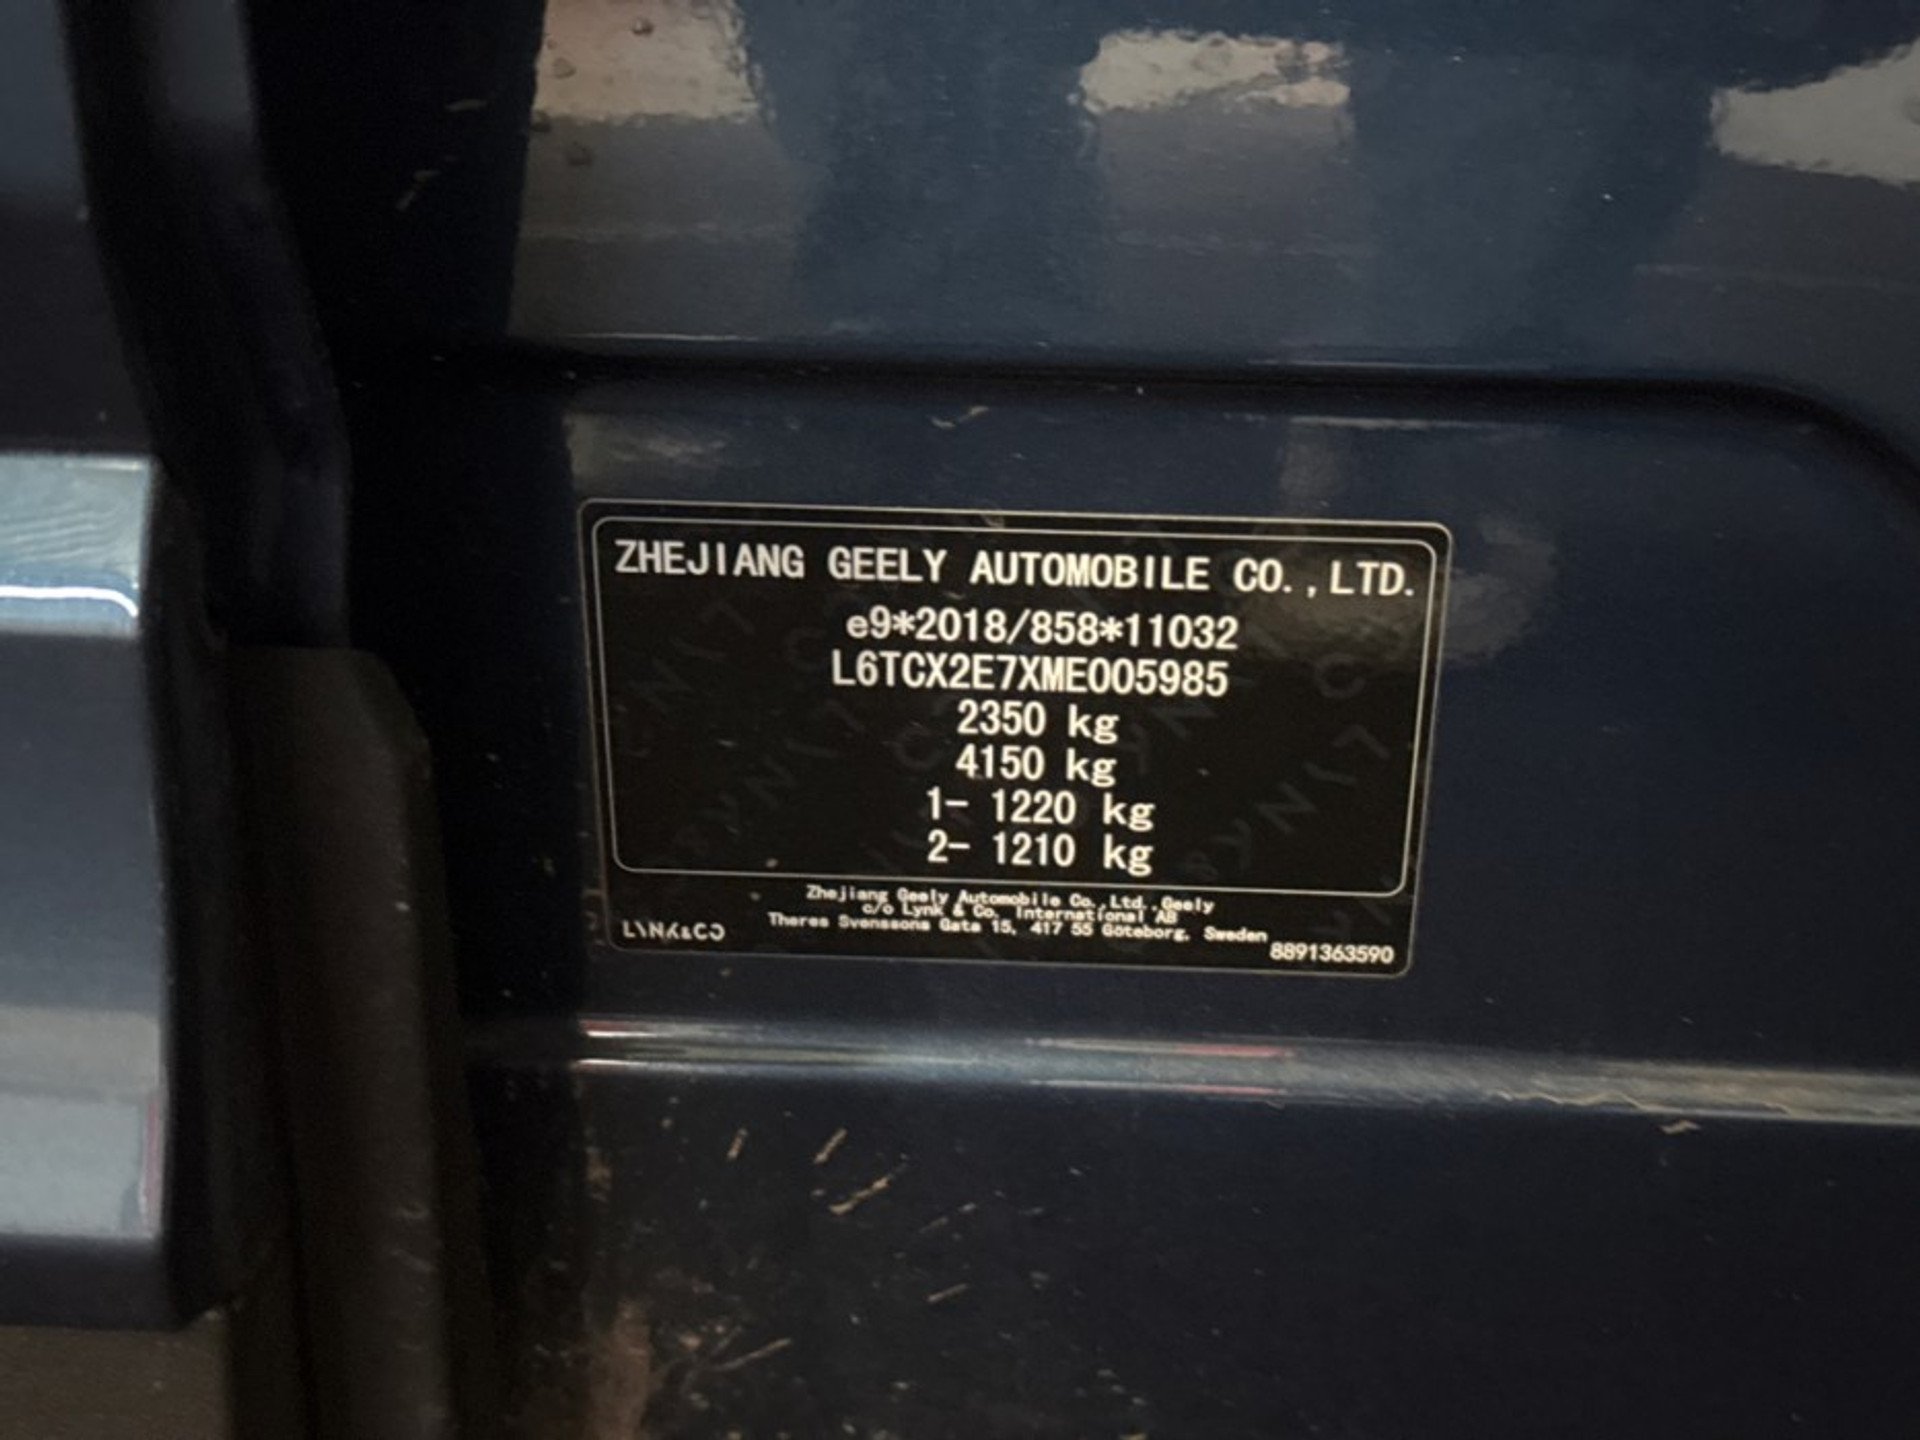 ZHEJIANG GEELY AUTOMOBILE CO.,LTD.
e9*2018/858*11032
L6TCX2E7XME005985
2350 kg
4150 kg
1- 1220 kg
2- 1210 kg
Zhejiang Geely Automobile Co.,Ltd.,Geely
c/o Lynk & Co. International AB
Theres Svenssons Gata 15, 417 55 Göteborg, Sweden
LYNK&CO
8891363590